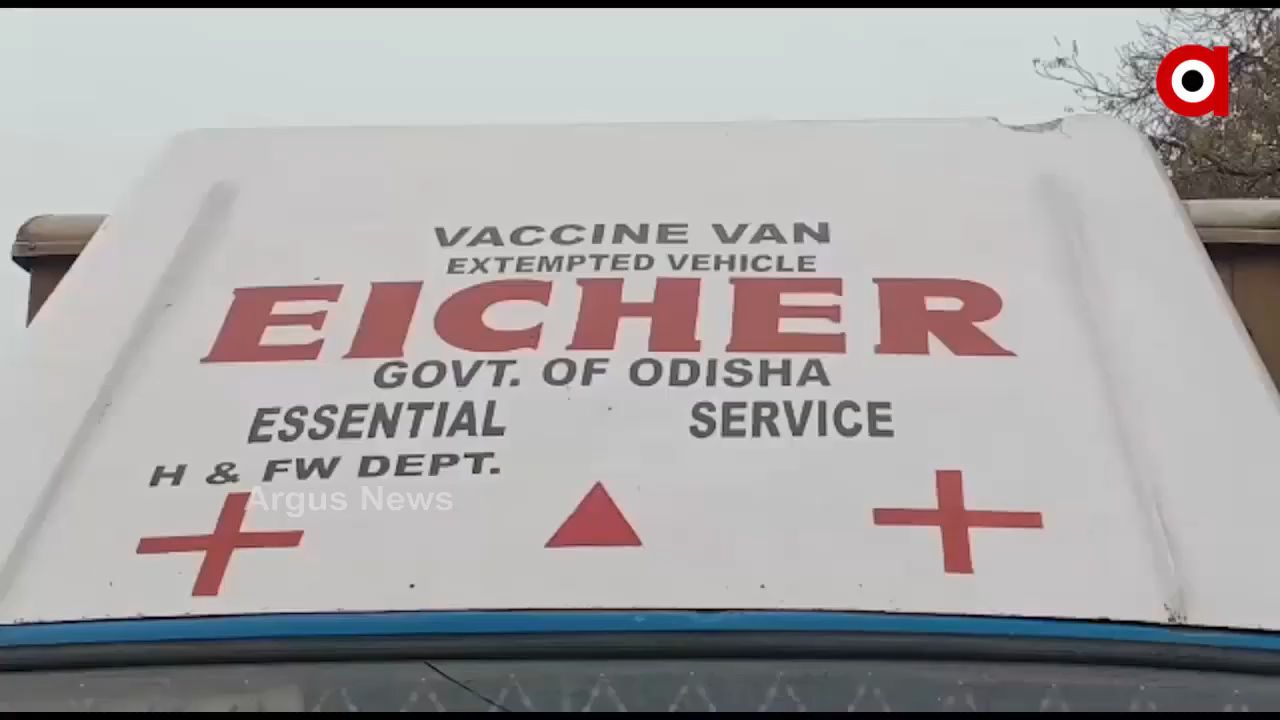 VACCINE VAN
EXTEMPTED VEHICLE
EICHER
GOVT. OF ODISHA
ESSENTIAL SERVICE
H & FW DEPT.
Argus News
a